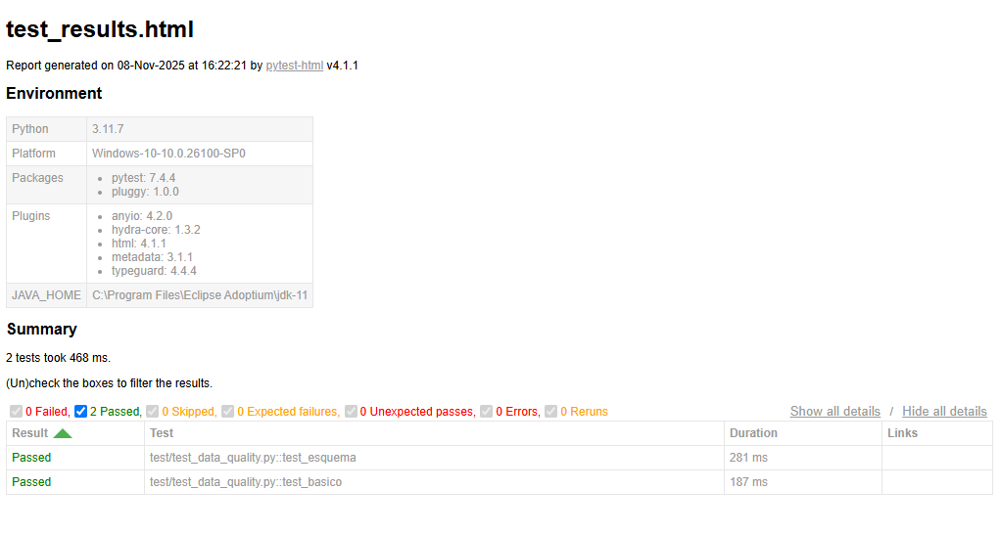 test_results.html
Report generated on 08-Nov-2025 at 16:22:21 by pytest-html v4.1.1
Environment
Python 3.11.7
Platform Windows-10-10.0.26100-SP0
Packages
pytest: 7.4.4
pluggy: 1.0.0
Plugins
anyio: 4.2.0
hydra-core: 1.3.2
html: 4.1.1
metadata: 3.1.1
typeguard: 4.4.4
JAVA_HOME C:\Program Files\Eclipse Adoptium\jdk-11
Summary
2 tests took 468 ms.
(Un)check the boxes to filter the results.
0 Failed, 2 Passed, 0 Skipped, 0 Expected failures, 0 Unexpected passes, 0 Errors, 0 Reruns Show all details / Hide all details
Result Test Duration Links
Passed test/test_data_quality.py::test_esquema 281 ms
Passed test/test_data_quality.py::test_basico 187 ms